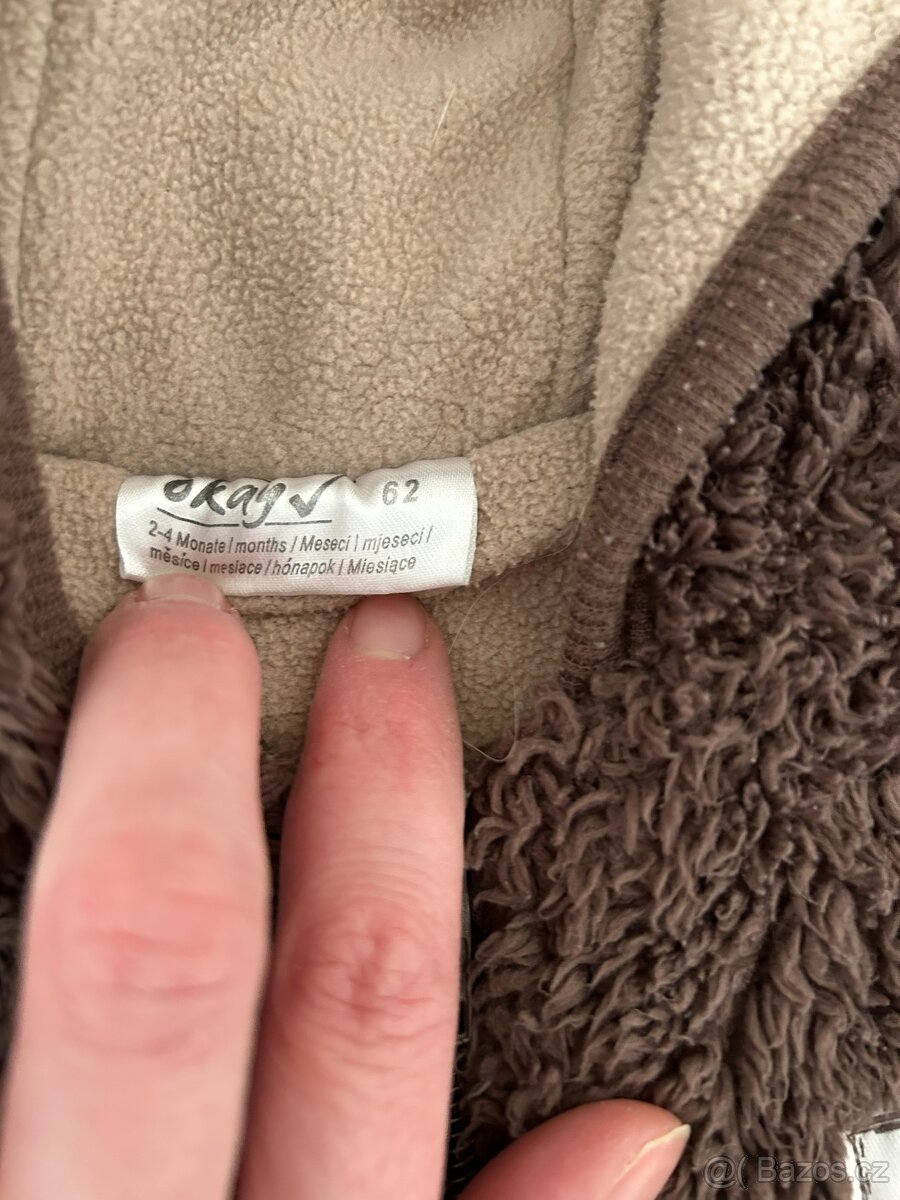 okay ✓ 62
2-4 Monate / months / Meseci / mjeseci /
měsíce / mesiace / hónapok / Miesiące
@( Bazos.cz